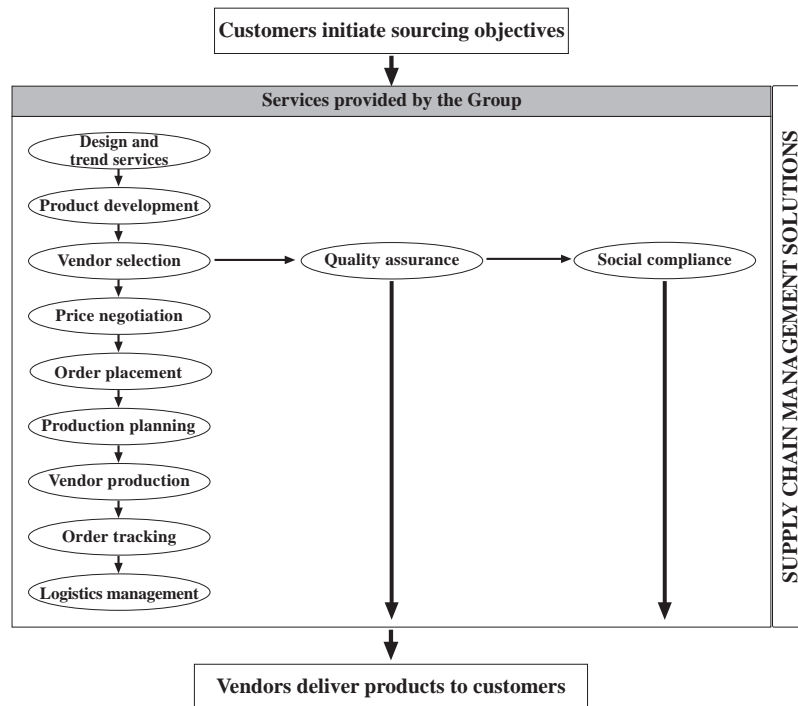 Customers initiate sourcing objectives
Services provided by the Group
Design and
trend services
Product development
Vendor selection
Quality assurance
Social compliance
Price negotiation
Order placement
Production planning
Vendor production
Order tracking
Logistics management
SUPPLY CHAIN MANAGEMENT SOLUTIONS
Vendors deliver products to customers